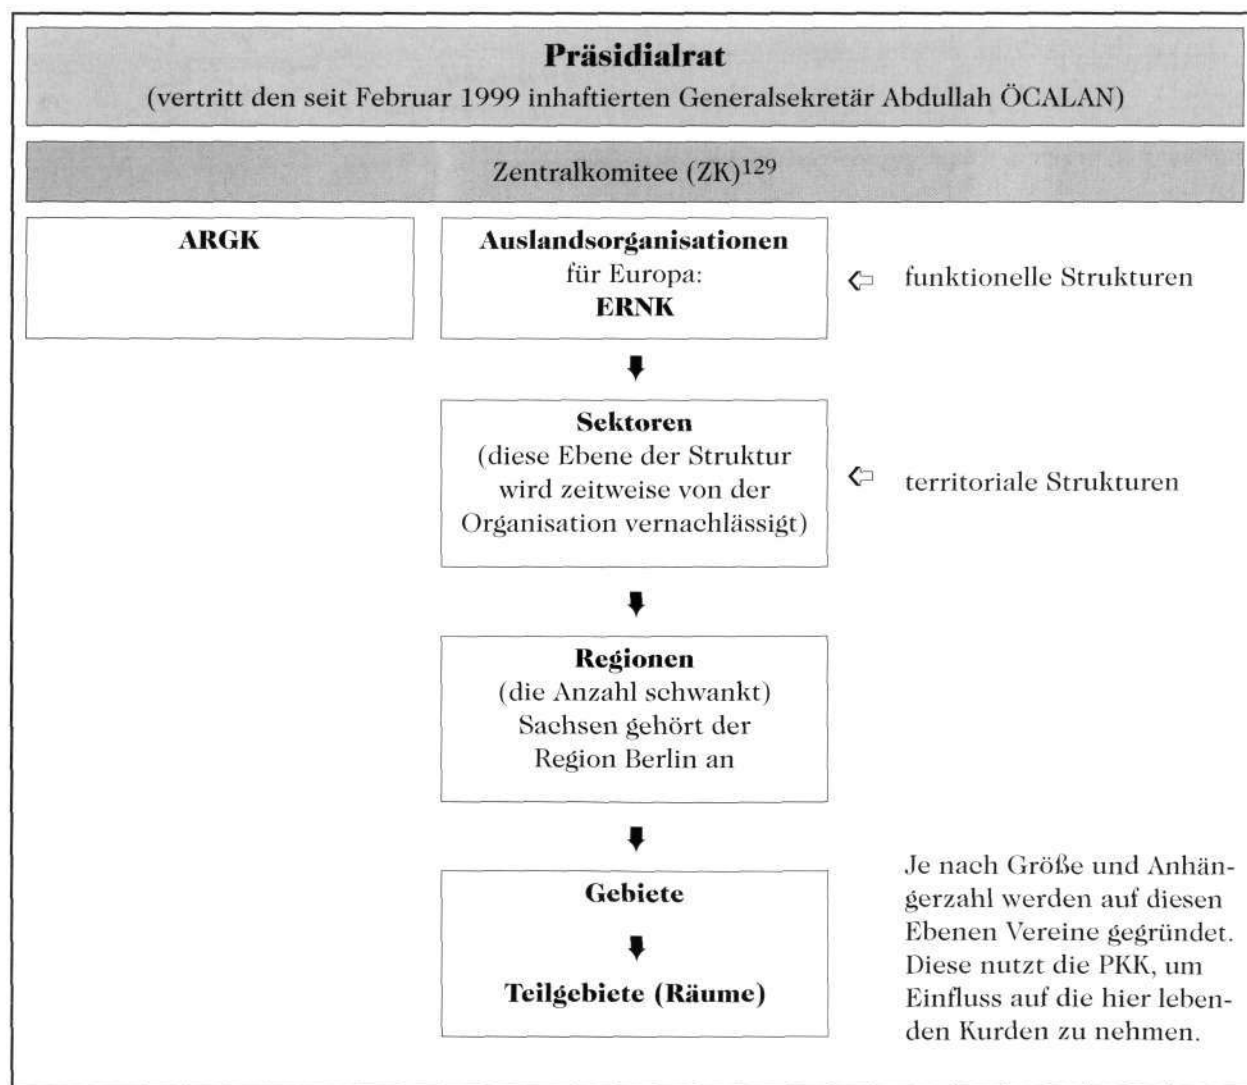 Präsidialrat
(vertritt den seit Februar 1999 inhaftierten Generalsekretär Abdullah ÖCALAN)
Zentralkomitee (ZK)129
ARGK
Auslandsorganisationen
für Europa:
ERNK
funktionelle Strukturen
Sektoren
(diese Ebene der Struktur
wird zeitweise von der
Organisation vernachlässigt)
territoriale Strukturen
Regionen
(die Anzahl schwankt)
Sachsen gehört der
Region Berlin an
Gebiete
Teilgebiete (Räume)
Je nach Größe und Anhän-
gerzahl werden auf diesen
Ebenen Vereine gegründet.
Diese nutzt die PKK, um
Einfluss auf die hier leben-
den Kurden zu nehmen.